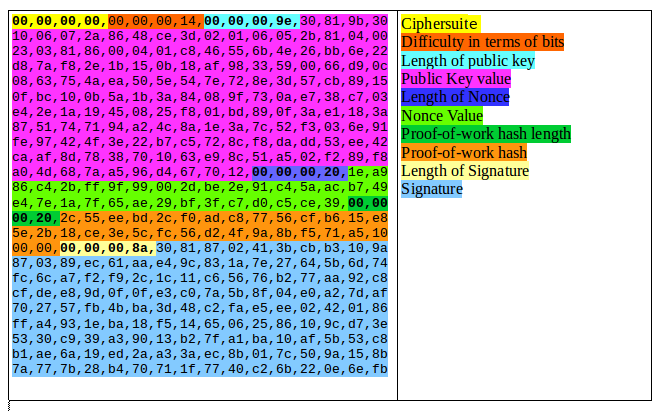 00,00,00,00,00,00,00,14,00,00,00,9e,30,81,9b,30
10,06,07,2a,86,48,ce,3d,02,01,06,05,2b,81,04,00
23,03,81,86,00,04,01,c8,46,55,6b,4e,26,bb,6e,22
d8,7a,f8,2e,1b,15,0b,18,af,98,33,59,00,66,d9,0c
08,63,75,4a,ea,50,5e,54,7e,72,8e,3d,57,cb,89,15
0f,bc,10,0b,5a,1b,3a,84,08,9f,73,0a,e7,38,c7,03
e4,2e,1a,19,45,08,25,f8,01,bd,89,0f,3a,e1,18,3a
87,51,74,71,94,a2,4c,8a,1e,3a,7c,52,f3,03,6e,91
fe,97,42,4f,3e,22,b7,c5,72,8c,f8,da,dd,53,ee,42
ca,af,8d,78,38,70,10,63,e9,8c,51,a5,02,f2,89,f8
a0,4d,68,7a,a5,96,d4,67,70,12,00,00,00,20,1e,a9
86,c4,2b,ff,9f,99,00,2d,be,2e,91,c4,5a,ac,b7,49
e4,7e,1a,7f,65,ae,29,bf,3f,c7,d0,c5,ce,39,00,00
00,20,2c,55,ee,bd,2c,f0,ad,c8,77,56,cf,b6,15,e8
5e,2b,18,ce,3e,5c,fc,56,d2,4f,9a,8b,f5,71,a5,10
00,00,00,00,00,8a,30,81,87,02,41,3b,cb,b3,10,9a
87,03,89,ec,61,aa,e4,9c,83,1a,7e,27,64,5b,6d,74
fc,6c,a7,f2,f9,2c,1c,11,c6,56,76,b2,77,aa,92,c8
cf,de,e8,9d,0f,0f,e3,c0,7a,5b,8f,04,e0,a2,7d,af
70,27,57,fb,4b,ba,3d,48,c2,fa,e5,ee,02,42,01,86
ff,a4,93,1e,ba,18,f5,14,65,06,25,86,10,9c,d7,3e
53,30,c9,39,a3,90,13,b2,7f,a1,ba,10,af,5b,53,c8
b1,ae,6a,19,ed,2a,a3,3a,ec,8b,01,7c,50,9a,15,8b
7a,77,7b,28,b4,70,71,1f,77,40,c2,6b,22,0e,6e,fb
Ciphersuite
Difficulty in terms of bits
Length of public key
Public Key value
Length of Nonce
Nonce Value
Proof-of-work hash length
Proof-of-work hash
Length of Signature
Signature